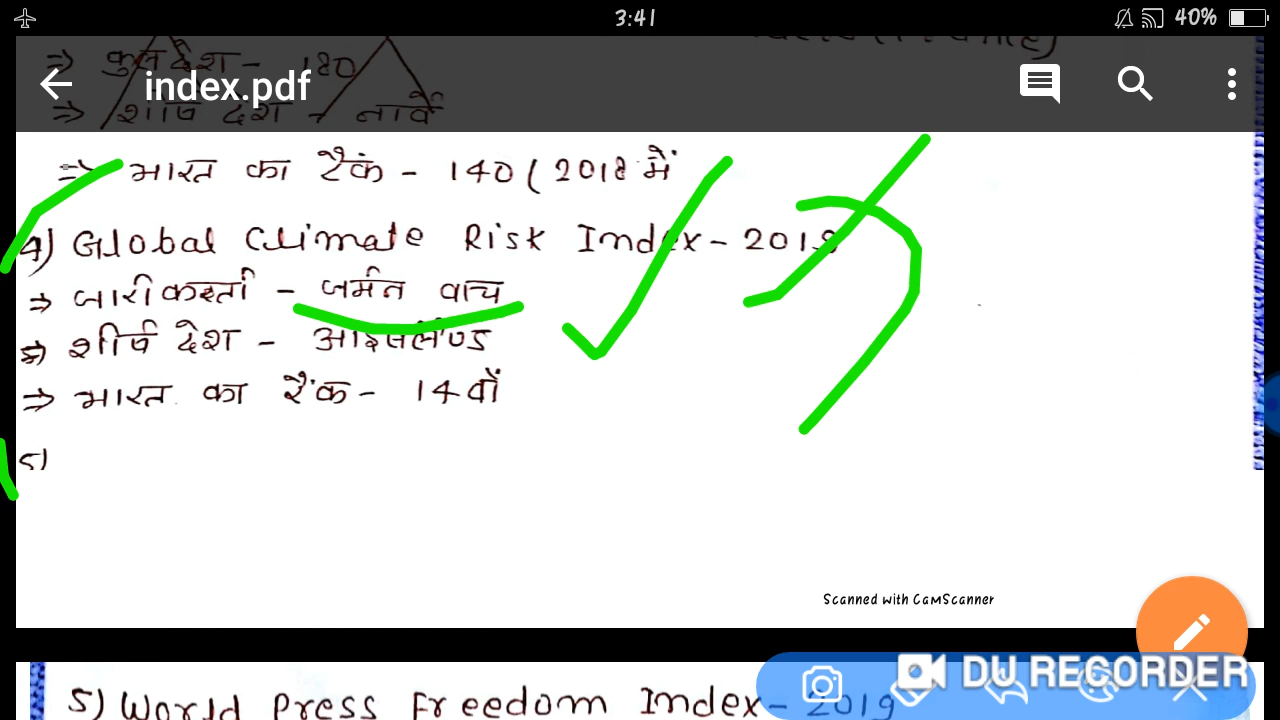 3:41
40%
⇒ कुल देश - 180
index.pdf
⇒ शीर्ष देश - नार्वे
⇒ भारत का रैंक - 140 ( 2018 में
4) Global Climate Risk Index - 2019
⇒ जारीकर्त्ता - जर्मन वाच
⇒ शीर्ष देश - आइसलैण्ड
⇒ भारत का रैंक - 14वाँ
5)
Scanned with CamScanner
DU RECORDER
5) World Press Freedom Index - 2019